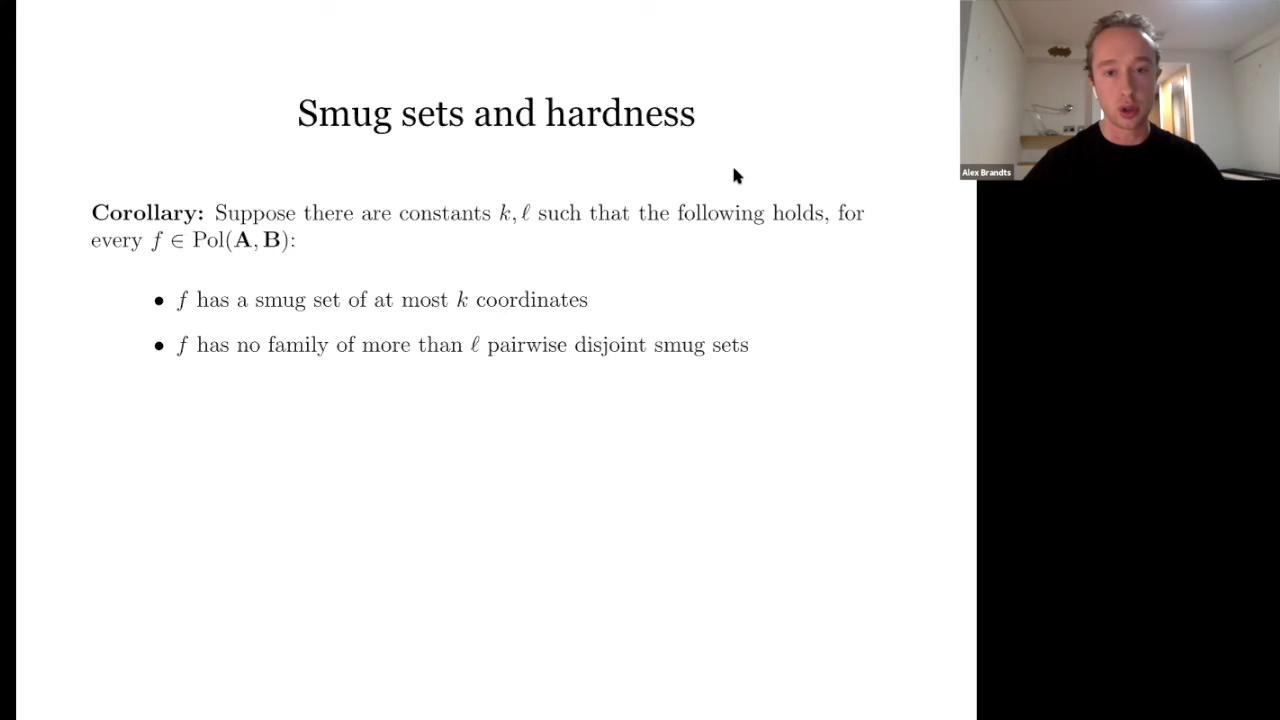 Smug sets and hardness
Alex Brandts
Corollary: Suppose there are constants k, ℓ such that the following holds, for
every f ∈ Pol(A, B):
• f has a smug set of at most k coordinates
• f has no family of more than ℓ pairwise disjoint smug sets